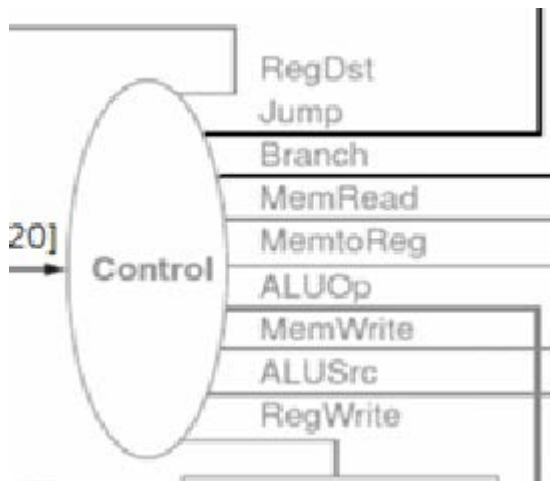 RegDst
Jump
Branch
MemRead
20]
MemtoReg
Control
ALUOp
MemWrite
ALUSrc
RegWrite